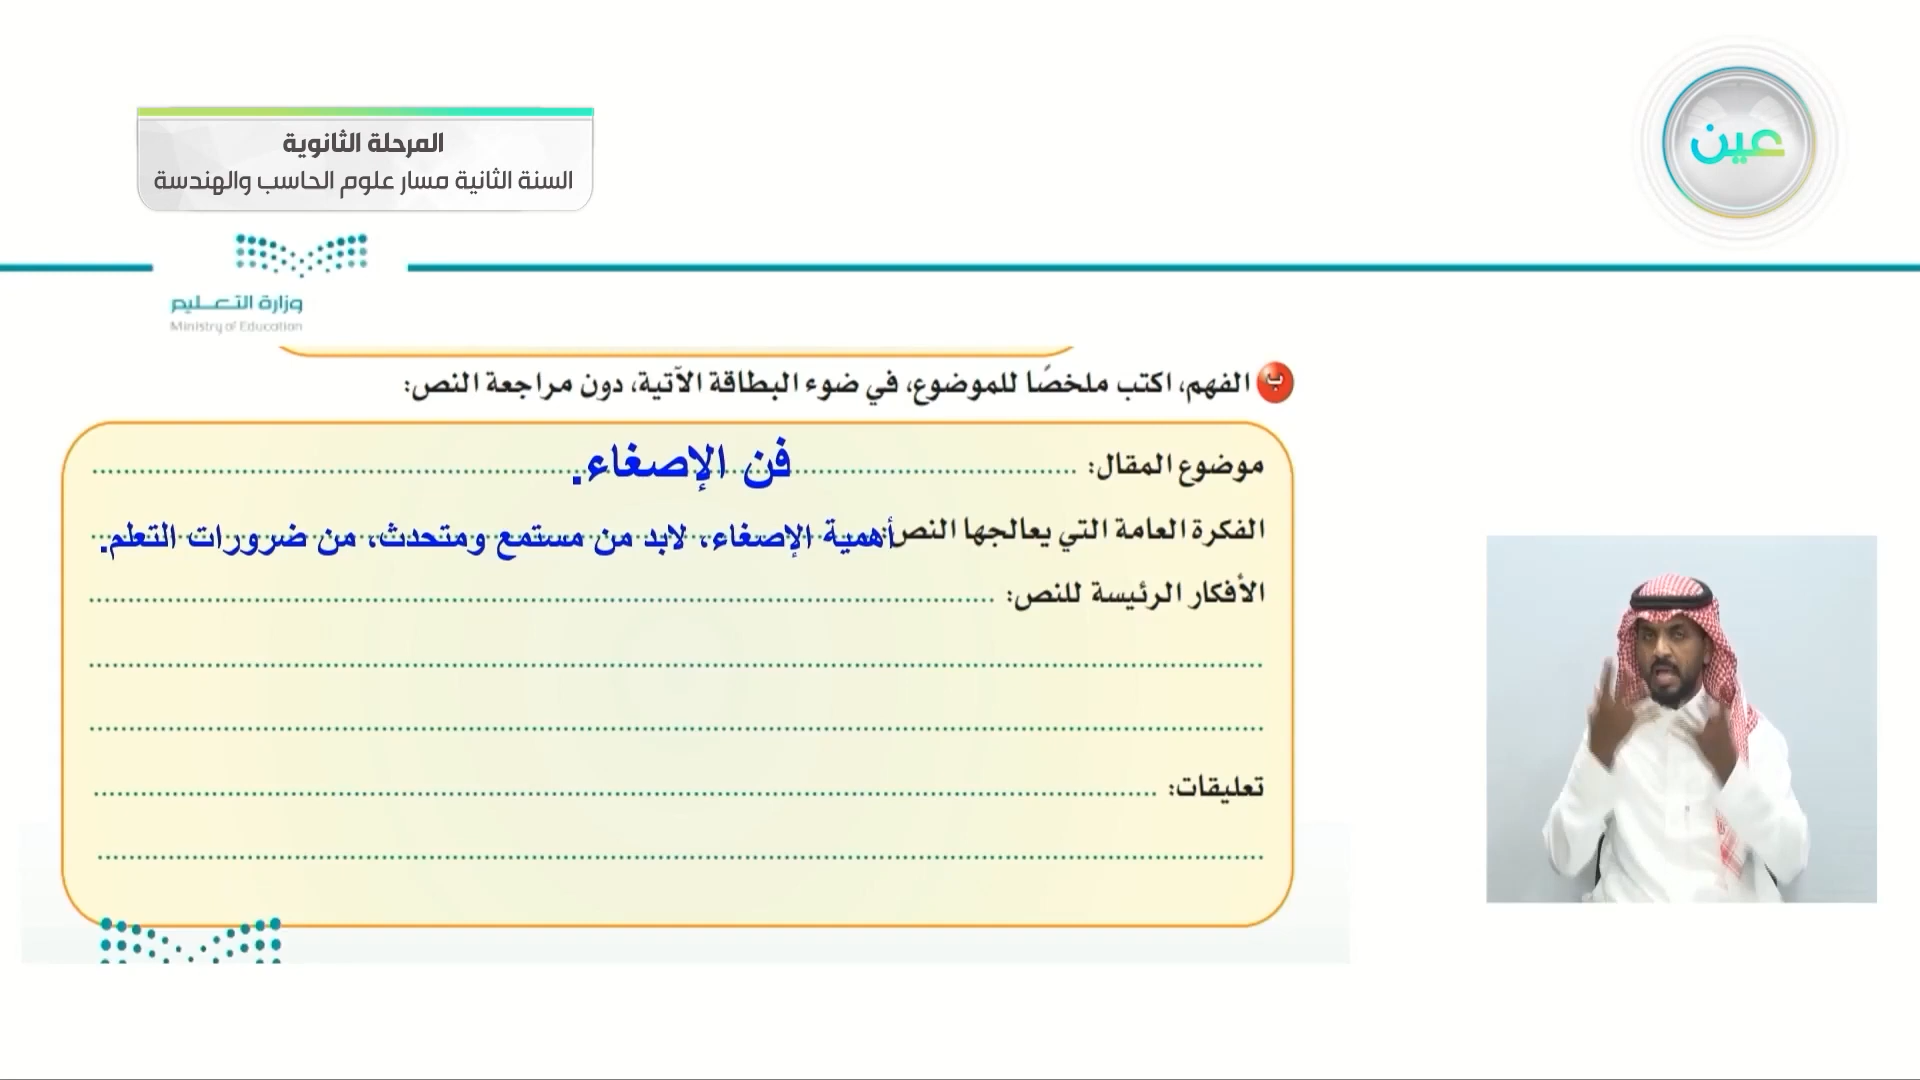 عين
المرحلة الثانوية
السنة الثانية مسار علوم الحاسب والهندسة
وزارة التعليم
Ministry of Education
ب الفهم، اكتب ملخصًا للموضوع، في ضوء البطاقة الآتية، دون مراجعة النص:
موضوع المقال: فن الإصغاء.
الفكرة العامة التي يعالجها النص: أهمية الإصغاء، لابد من مستمع ومتحدث، من ضرورات التعلم.
الأفكار الرئيسة للنص:
تعليقات: